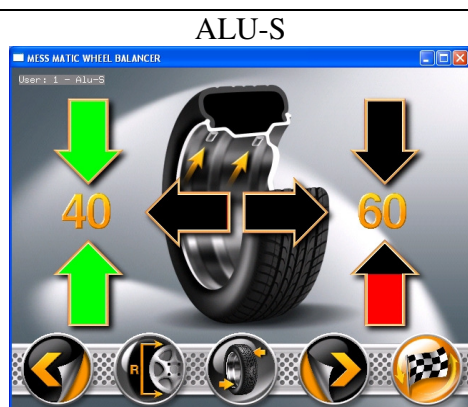 ALU-S
MESS MATIC WHEEL BALANCER
User: 1 - Alu-S
40
60
R